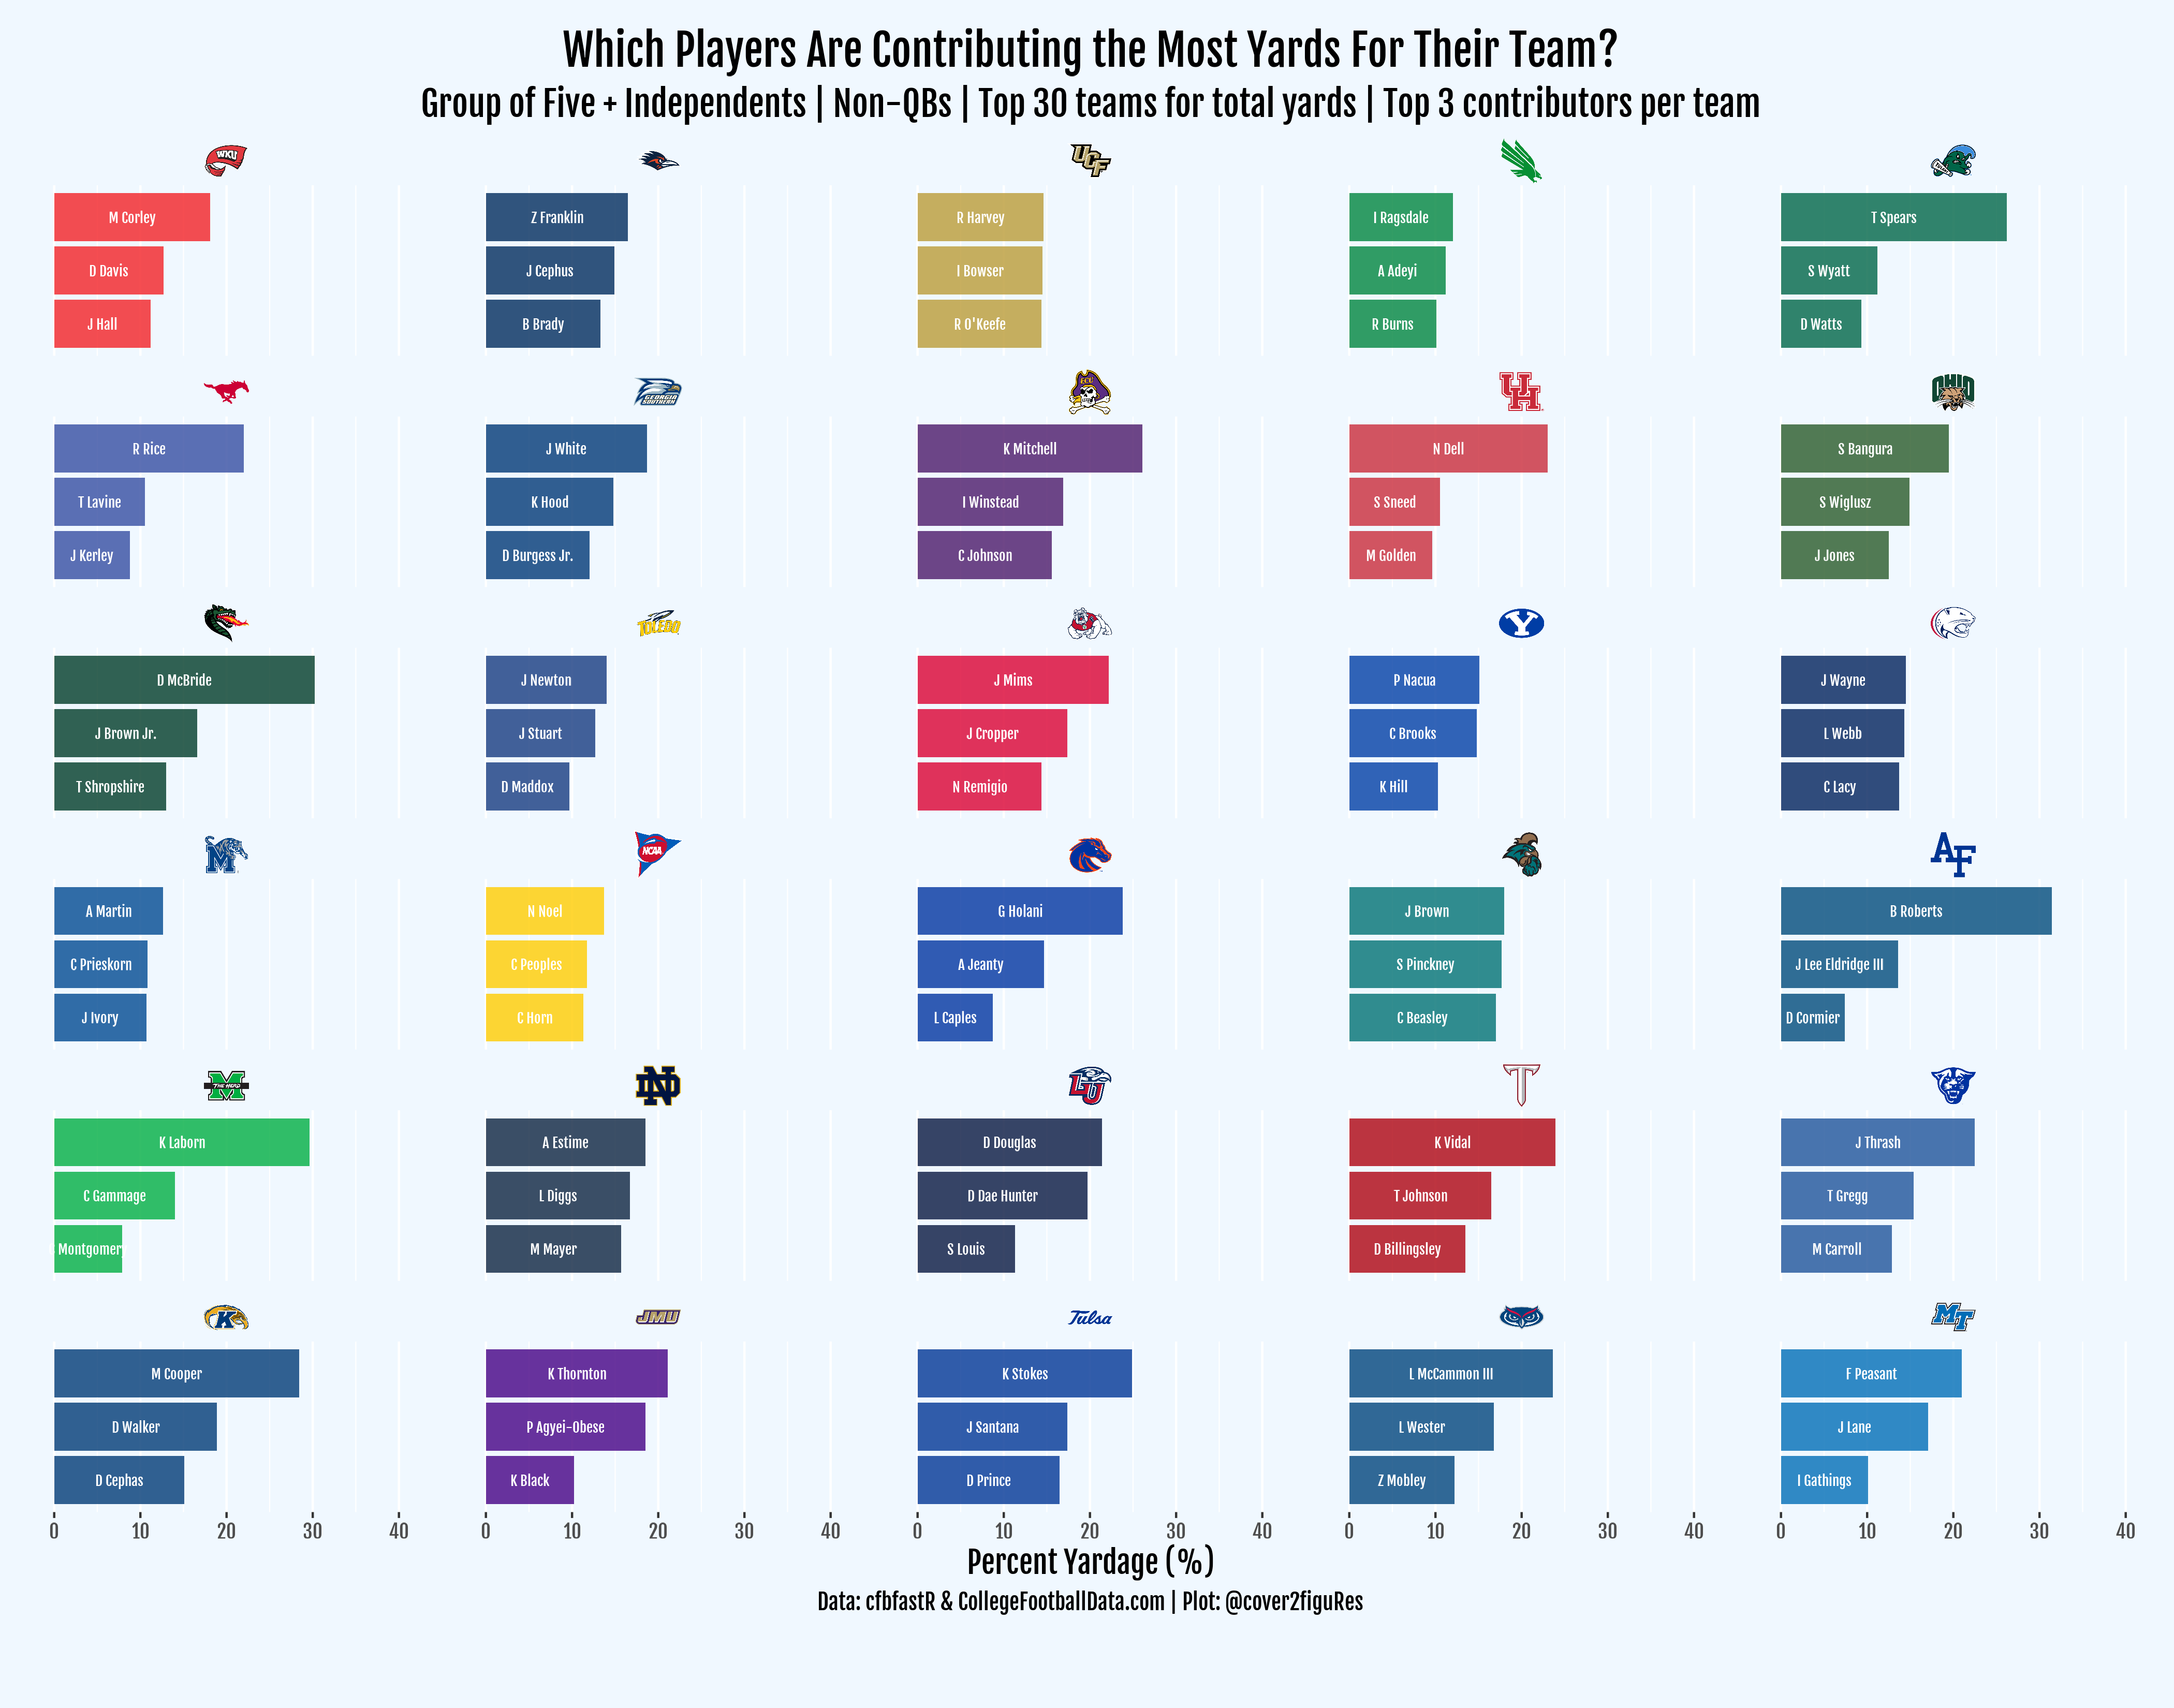 Which Players Are Contributing the Most Yards For Their Team?
Group of Five + Independents | Non-QBs | Top 30 teams for total yards | Top 3 contributors per team
WKU
UCF
M Corley
D Davis
J Hall
Z Franklin
J Cephus
B Brady
R Harvey
I Bowser
R O'Keefe
I Ragsdale
A Adeyi
R Burns
T Spears
S Wyatt
D Watts
GEORGIA
SOUTHERN
ECU
UH
OHIO
R Rice
T Lavine
J Kerley
J White
K Hood
D Burgess Jr.
K Mitchell
I Winstead
C Johnson
N Dell
S Sneed
M Golden
S Bangura
S Wiglusz
J Jones
TOLEDO
Y
D McBride
J Brown Jr.
T Shropshire
J Newton
J Stuart
D Maddox
J Mims
J Cropper
N Remigio
P Nacua
C Brooks
K Hill
J Wayne
L Webb
C Lacy
M
NCAA
AF
A Martin
C Prieskorn
J Ivory
N Noel
C Peoples
C Horn
G Holani
A Jeanty
L Caples
J Brown
S Pinckney
C Beasley
B Roberts
J Lee Eldridge III
D Cormier
M
THE HERD
ND
LU
T
K Laborn
C Gammage
Montgomer
A Estime
L Diggs
M Mayer
D Douglas
D Dae Hunter
S Louis
K Vidal
T Johnson
D Billingsley
J Thrash
T Gregg
M Carroll
K
JMU
Tulsa
MT
M Cooper
D Walker
D Cephas
K Thornton
P Agyei-Obese
K Black
K Stokes
J Santana
D Prince
L McCammon III
L Wester
Z Mobley
F Peasant
J Lane
I Gathings
0 10 20 30 40 0 10 20 30 40 0 10 20 30 40 0 10 20 30 40 0 10 20 30 40
Percent Yardage (%)
Data: cfbfastR & CollegeFootballData.com | Plot: @cover2figuRes